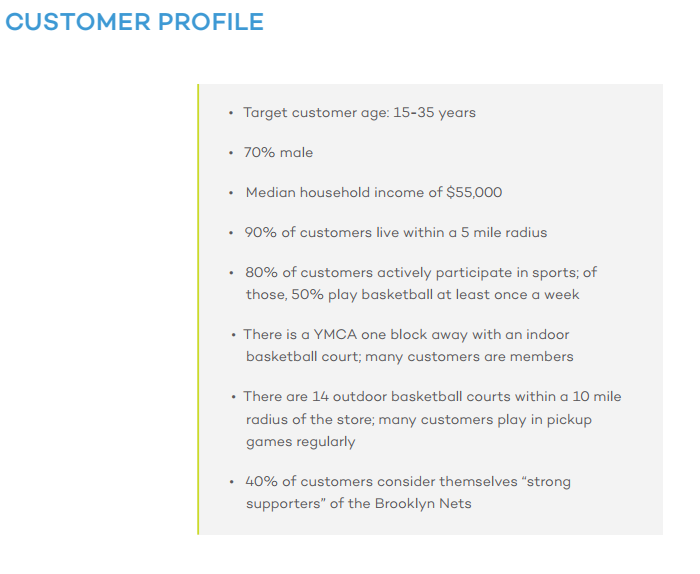 CUSTOMER PROFILE
• Target customer age: 15-35 years
• 70% male
• Median household income of $55,000
• 90% of customers live within a 5 mile radius
• 80% of customers actively participate in sports; of
those, 50% play basketball at least once a week
• There is a YMCA one block away with an indoor
basketball court; many customers are members
• There are 14 outdoor basketball courts within a 10 mile
radius of the store; many customers play in pickup
games regularly
• 40% of customers consider themselves “strong
supporters” of the Brooklyn Nets